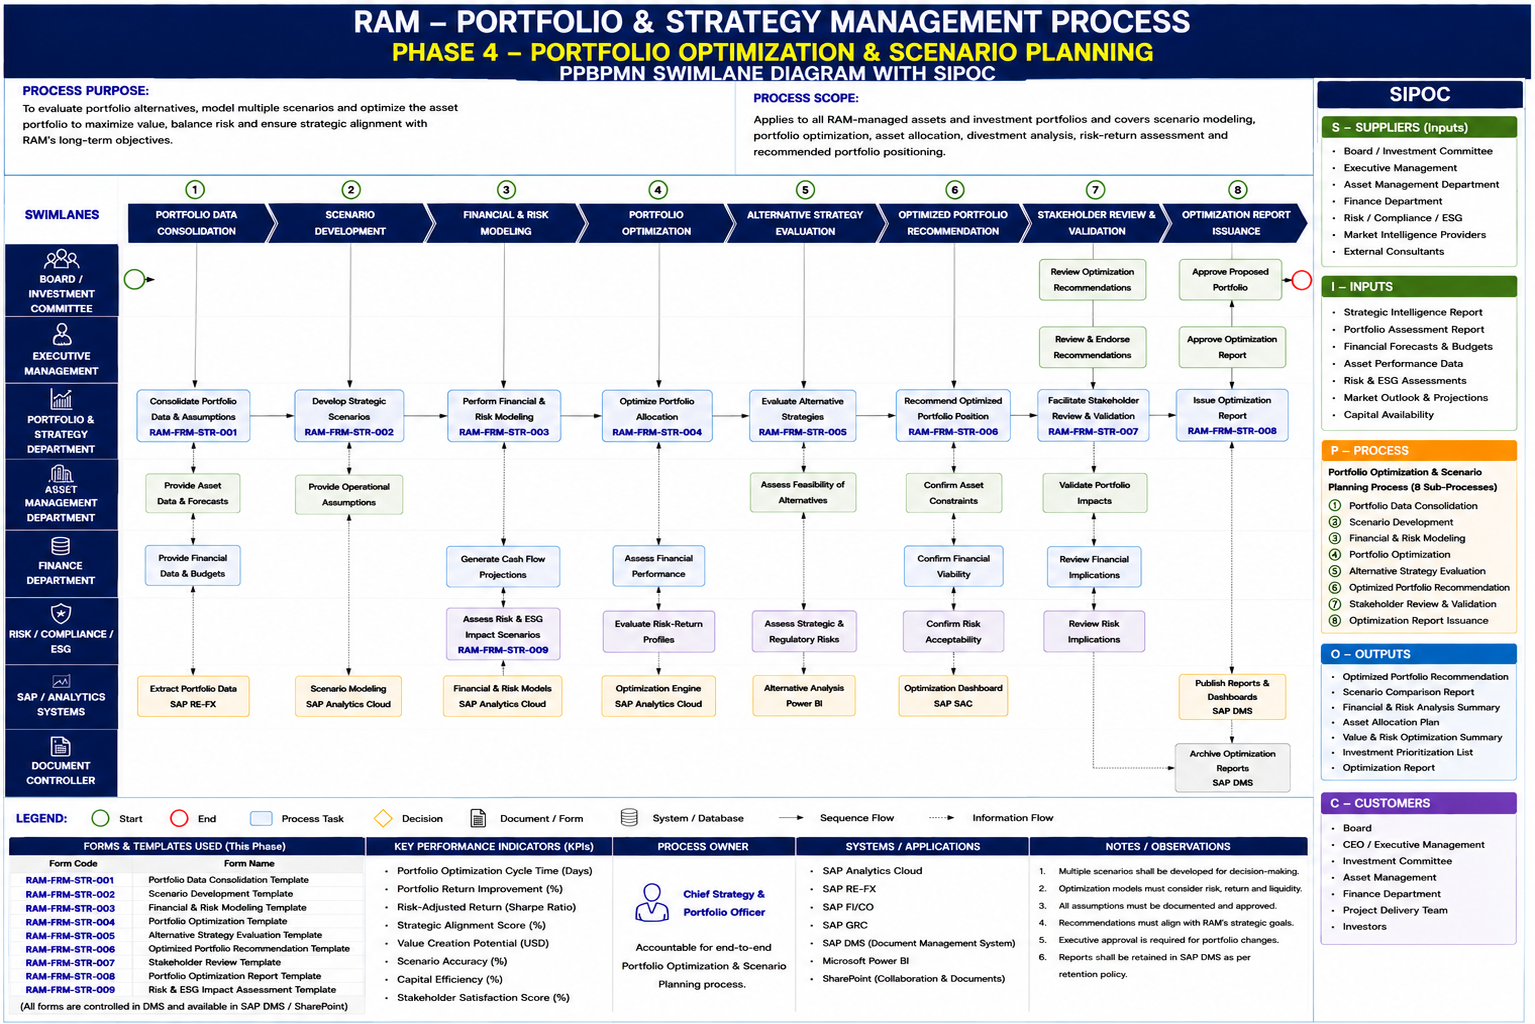 RAM – PORTFOLIO & STRATEGY MANAGEMENT PROCESS
PHASE 4 – PORTFOLIO OPTIMIZATION & SCENARIO PLANNING
PPBPMN SWIMLANE DIAGRAM WITH SIPOC
PROCESS PURPOSE:
To evaluate portfolio alternatives, model multiple scenarios and optimize the asset
portfolio to maximize value, balance risk and ensure strategic alignment with
RAM's long-term objectives.
PROCESS SCOPE:
Applies to all RAM-managed assets and investment portfolios and covers scenario modeling,
portfolio optimization, asset allocation, divestment analysis, risk-return assessment and
recommended portfolio positioning.
SWIMLANES
1
PORTFOLIO DATA
CONSOLIDATION
2
SCENARIO
DEVELOPMENT
3
FINANCIAL & RISK
MODELING
4
PORTFOLIO
OPTIMIZATION
5
ALTERNATIVE STRATEGY
EVALUATION
6
OPTIMIZED PORTFOLIO
RECOMMENDATION
7
STAKEHOLDER REVIEW &
VALIDATION
8
OPTIMIZATION REPORT
ISSUANCE
BOARD /
INVESTMENT
COMMITTEE
Review Optimization
Recommendations
Approve Proposed
Portfolio
EXECUTIVE
MANAGEMENT
Review & Endorse
Recommendations
Approve Optimization
Report
PORTFOLIO &
STRATEGY
DEPARTMENT
Consolidate Portfolio
Data & Assumptions
RAM-FRM-STR-001
Develop Strategic
Scenarios
RAM-FRM-STR-002
Perform Financial &
Risk Modeling
RAM-FRM-STR-003
Optimize Portfolio
Allocation
RAM-FRM-STR-004
Evaluate Alternative
Strategies
RAM-FRM-STR-005
Recommend Optimized
Portfolio Position
RAM-FRM-STR-006
Facilitate Stakeholder
Review & Validation
RAM-FRM-STR-007
Issue Optimization
Report
RAM-FRM-STR-008
ASSET
MANAGEMENT
DEPARTMENT
Provide Asset
Data & Forecasts
Provide Operational
Assumptions
Assess Feasibility of
Alternatives
Confirm Asset
Constraints
Validate Portfolio
Impacts
FINANCE
DEPARTMENT
Provide Financial
Data & Budgets
Generate Cash Flow
Projections
Assess Financial
Performance
Confirm Financial
Viability
Review Financial
Implications
RISK / COMPLIANCE /
ESG
Assess Risk & ESG
Impact Scenarios
RAM-FRM-STR-009
Evaluate Risk-Return
Profiles
Assess Strategic &
Regulatory Risks
Confirm Risk
Acceptability
Review Risk
Implications
SAP / ANALYTICS
SYSTEMS
Extract Portfolio Data
SAP RE-FX
Scenario Modeling
SAP Analytics Cloud
Financial & Risk Models
SAP Analytics Cloud
Optimization Engine
SAP Analytics Cloud
Alternative Analysis
Power BI
Optimization Dashboard
SAP SAC
Publish Reports &
Dashboards
SAP DMS
DOCUMENT
CONTROLLER
Archive Optimization
Reports
SAP DMS
LEGEND:
Start
End
Process Task
Decision
Document / Form
System / Database
Sequence Flow
Information Flow
FORMS & TEMPLATES USED (This Phase)
Form Code Form Name
RAM-FRM-STR-001 Portfolio Data Consolidation Template
RAM-FRM-STR-002 Scenario Development Template
RAM-FRM-STR-003 Financial & Risk Modeling Template
RAM-FRM-STR-004 Portfolio Optimization Template
RAM-FRM-STR-005 Alternative Strategy Evaluation Template
RAM-FRM-STR-006 Optimized Portfolio Recommendation Template
RAM-FRM-STR-007 Stakeholder Review Template
RAM-FRM-STR-008 Portfolio Optimization Report Template
RAM-FRM-STR-009 Risk & ESG Impact Assessment Template
(All forms are controlled in DMS and available in SAP DMS / SharePoint)
KEY PERFORMANCE INDICATORS (KPIs)
• Portfolio Optimization Cycle Time (Days)
• Portfolio Return Improvement (%)
• Risk-Adjusted Return (Sharpe Ratio)
• Strategic Alignment Score (%)
• Value Creation Potential (USD)
• Scenario Accuracy (%)
• Capital Efficiency (%)
• Stakeholder Satisfaction Score (%)
PROCESS OWNER
Chief Strategy &
Portfolio Officer
Accountable for end-to-end
Portfolio Optimization & Scenario
Planning process.
SYSTEMS / APPLICATIONS
• SAP Analytics Cloud
• SAP RE-FX
• SAP FI/CO
• SAP GRC
• SAP DMS (Document Management System)
• Microsoft Power BI
• SharePoint (Collaboration & Documents)
NOTES / OBSERVATIONS
1. Multiple scenarios shall be developed for decision-making.
2. Optimization models must consider risk, return and liquidity.
3. All assumptions must be documented and approved.
4. Recommendations must align with RAM's strategic goals.
5. Executive approval is required for portfolio changes.
6. Reports shall be retained in SAP DMS as per
retention policy.
SIPOC
S – SUPPLIERS (Inputs)
• Board / Investment Committee
• Executive Management
• Asset Management Department
• Finance Department
• Risk / Compliance / ESG
• Market Intelligence Providers
• External Consultants
I – INPUTS
• Strategic Intelligence Report
• Portfolio Assessment Report
• Financial Forecasts & Budgets
• Asset Performance Data
• Risk & ESG Assessments
• Market Outlook & Projections
• Capital Availability
P – PROCESS
Portfolio Optimization & Scenario
Planning Process (8 Sub-Processes)
1 Portfolio Data Consolidation
3 Scenario Development
3 Financial & Risk Modeling
4 Portfolio Optimization
5 Alternative Strategy Evaluation
6 Optimized Portfolio Recommendation
7 Stakeholder Review & Validation
8 Optimization Report Issuance
O – OUTPUTS
• Optimized Portfolio Recommendation
• Scenario Comparison Report
• Financial & Risk Analysis Summary
• Asset Allocation Plan
• Value & Risk Optimization Summary
• Investment Prioritization List
• Optimization Report
C – CUSTOMERS
• Board
• CEO / Executive Management
• Investment Committee
• Asset Management
• Finance Department
• Project Delivery Team
• Investors